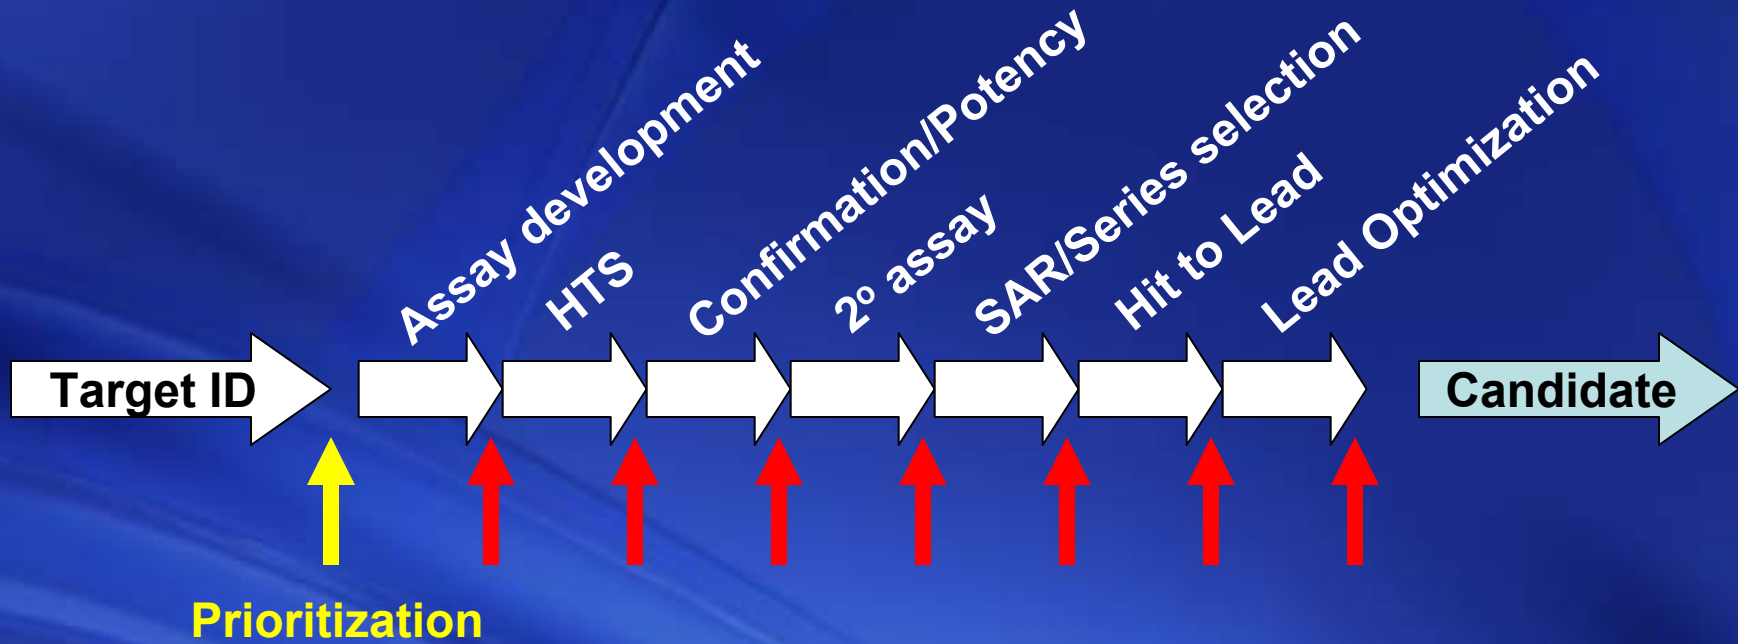 Assay development
HTS
Confirmation/Potency
2º assay
SAR/Series selection
Hit to Lead
Lead Optimization
Target ID
Candidate
Prioritization